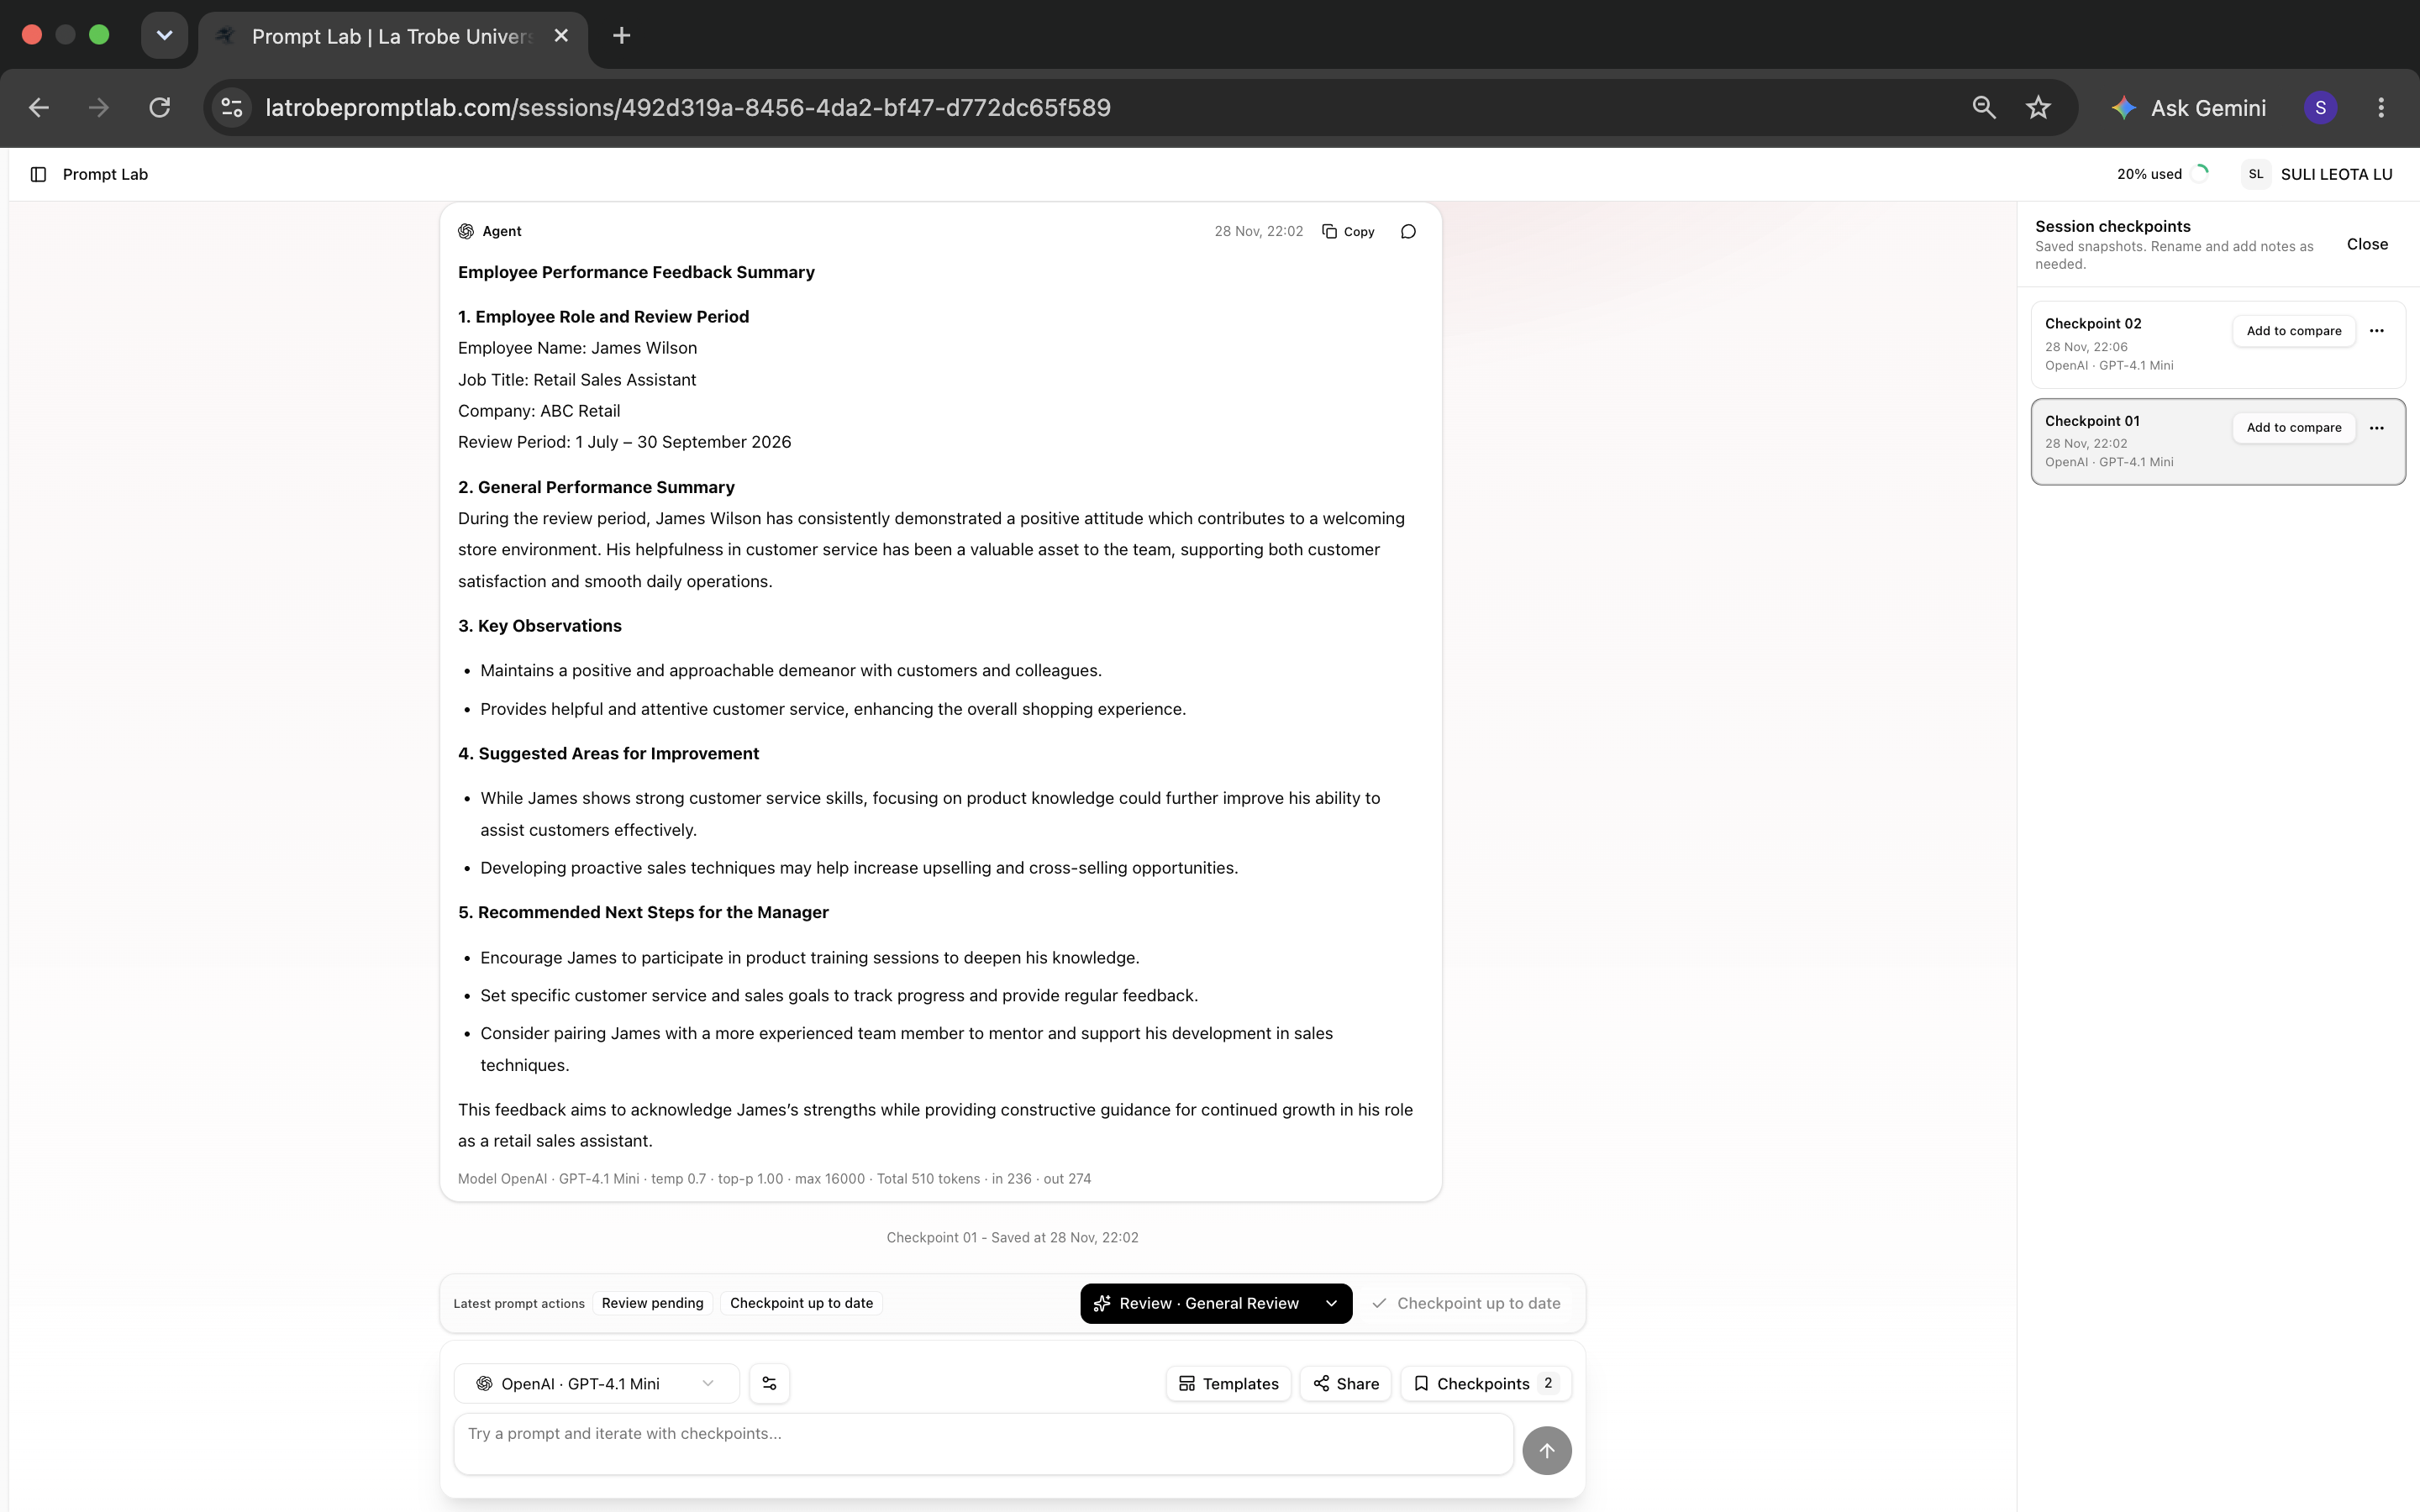 Prompt Lab | La Trobe Univers
latrobepromptlab.com/sessions/492d319a-8456-4da2-bf47-d772dc65f589
Ask Gemini
S
Prompt Lab
20% used
SL
SULI LEOTA LU
Agent
28 Nov, 22:02
Copy
Employee Performance Feedback Summary
1. Employee Role and Review Period
Employee Name: James Wilson
Job Title: Retail Sales Assistant
Company: ABC Retail
Review Period: 1 July – 30 September 2026
2. General Performance Summary
During the review period, James Wilson has consistently demonstrated a positive attitude which contributes to a welcoming
store environment. His helpfulness in customer service has been a valuable asset to the team, supporting both customer
satisfaction and smooth daily operations.
3. Key Observations
• Maintains a positive and approachable demeanor with customers and colleagues.
• Provides helpful and attentive customer service, enhancing the overall shopping experience.
4. Suggested Areas for Improvement
• While James shows strong customer service skills, focusing on product knowledge could further improve his ability to
assist customers effectively.
• Developing proactive sales techniques may help increase upselling and cross-selling opportunities.
5. Recommended Next Steps for the Manager
• Encourage James to participate in product training sessions to deepen his knowledge.
• Set specific customer service and sales goals to track progress and provide regular feedback.
• Consider pairing James with a more experienced team member to mentor and support his development in sales
techniques.
This feedback aims to acknowledge James’s strengths while providing constructive guidance for continued growth in his role
as a retail sales assistant.
Model OpenAI · GPT-4.1 Mini · temp 0.7 · top-p 1.00 · max 16000 · Total 510 tokens · in 236 · out 274
Checkpoint 01 - Saved at 28 Nov, 22:02
Latest prompt actions
Review pending
Checkpoint up to date
Review · General Review
Checkpoint up to date
OpenAI · GPT-4.1 Mini
Templates
Share
Checkpoints 2
Try a prompt and iterate with checkpoints...
Session checkpoints
Saved snapshots. Rename and add notes as
needed.
Close
Checkpoint 02
28 Nov, 22:06
OpenAI · GPT-4.1 Mini
Add to compare
Checkpoint 01
28 Nov, 22:02
OpenAI · GPT-4.1 Mini
Add to compare